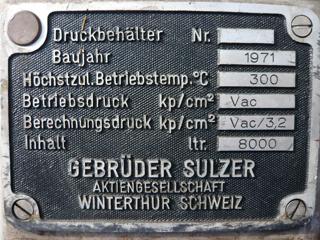 Druckbehälter Nr.
Baujahr 1971
Höchstzul. Betriebstemp. °C 300
Betriebsdruck kp/cm² Vac
Berechnungsdruck kp/cm² Vac/3,2
Inhalt ltr. 8000
GEBRÜDER SULZER
AKTIENGESELLSCHAFT
WINTERTHUR SCHWEIZ